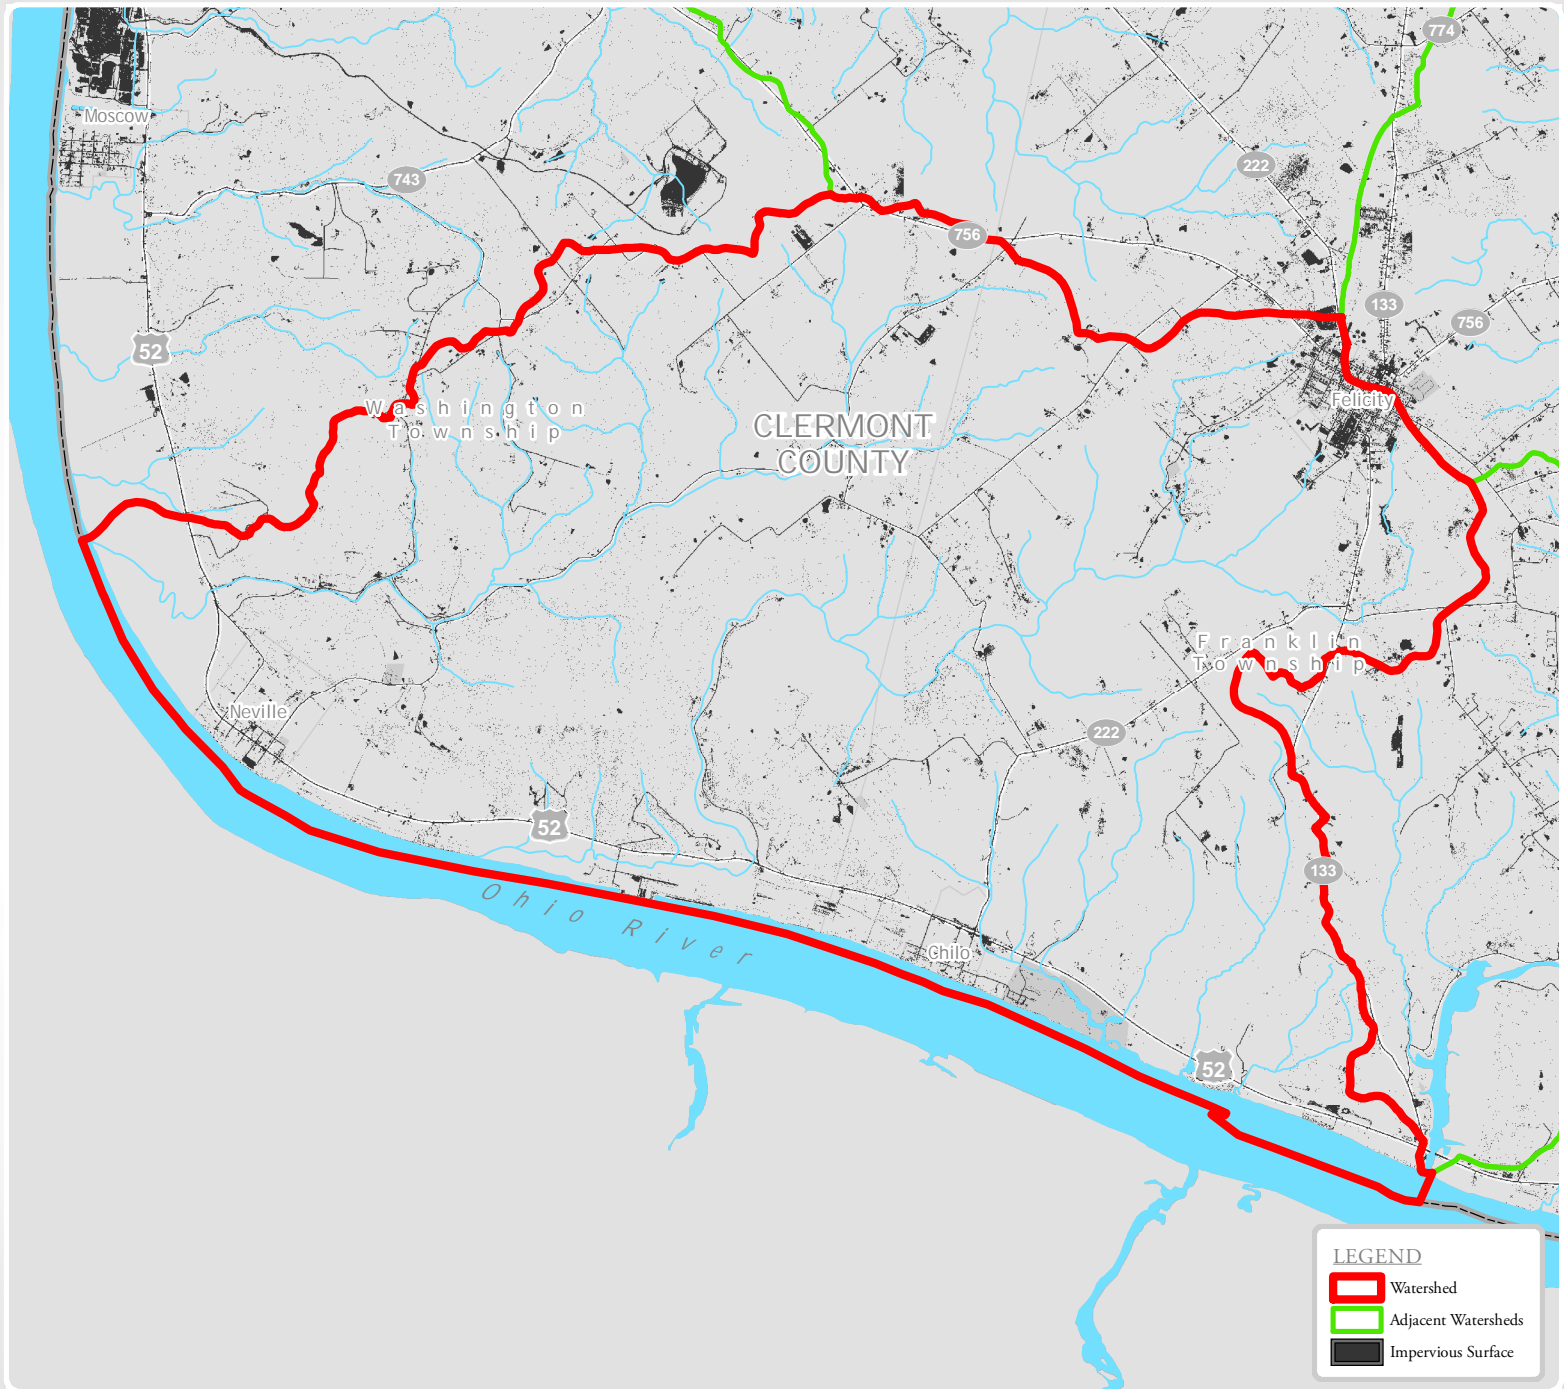 774
Moscow
743
222
756
133
756
52
Washington
Township
CLERMONT
COUNTY
Felicity
Franklin
Township
Neville
222
52
133
Ohio River
Chilo
52
LEGEND
Watershed
Adjacent Watersheds
Impervious Surface